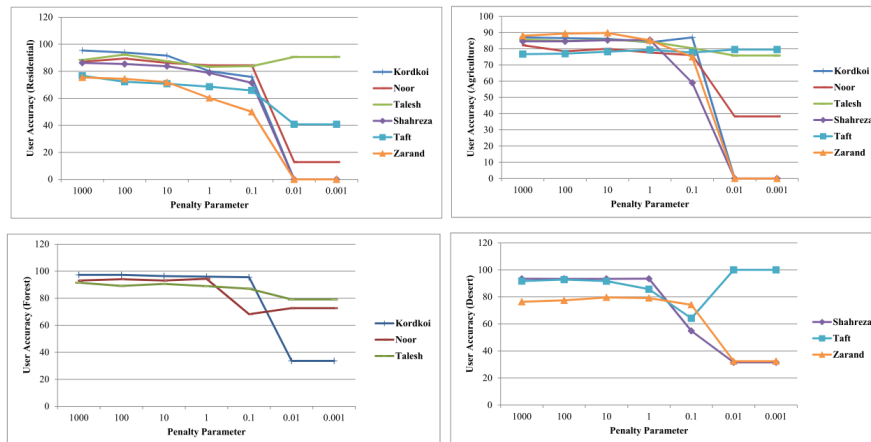 User Accuracy (Residential)
120
100
80
60
40
20
0
1000 100 10 1 0.1 0.01 0.001
Penalty Parameter
Kordkoi
Noor
Talesh
Shahreza
Taft
Zarand
User Accuracy (Agriculture)
100
90
80
70
60
50
40
30
20
10
0
1000 100 10 1 0.1 0.01 0.001
Penalty Parameter
Kordkoi
Noor
Talesh
Shahreza
Taft
Zarand
User Accuracy (Forest)
120
100
80
60
40
20
0
1000 100 10 1 0.1 0.01 0.001
Penalty Parameter
Kordkoi
Noor
Talesh
User Accuracy (Desert)
120
100
80
60
40
20
0
1000 100 10 1 0.1 0.01 0.001
Penalty Parameter
Shahreza
Taft
Zarand